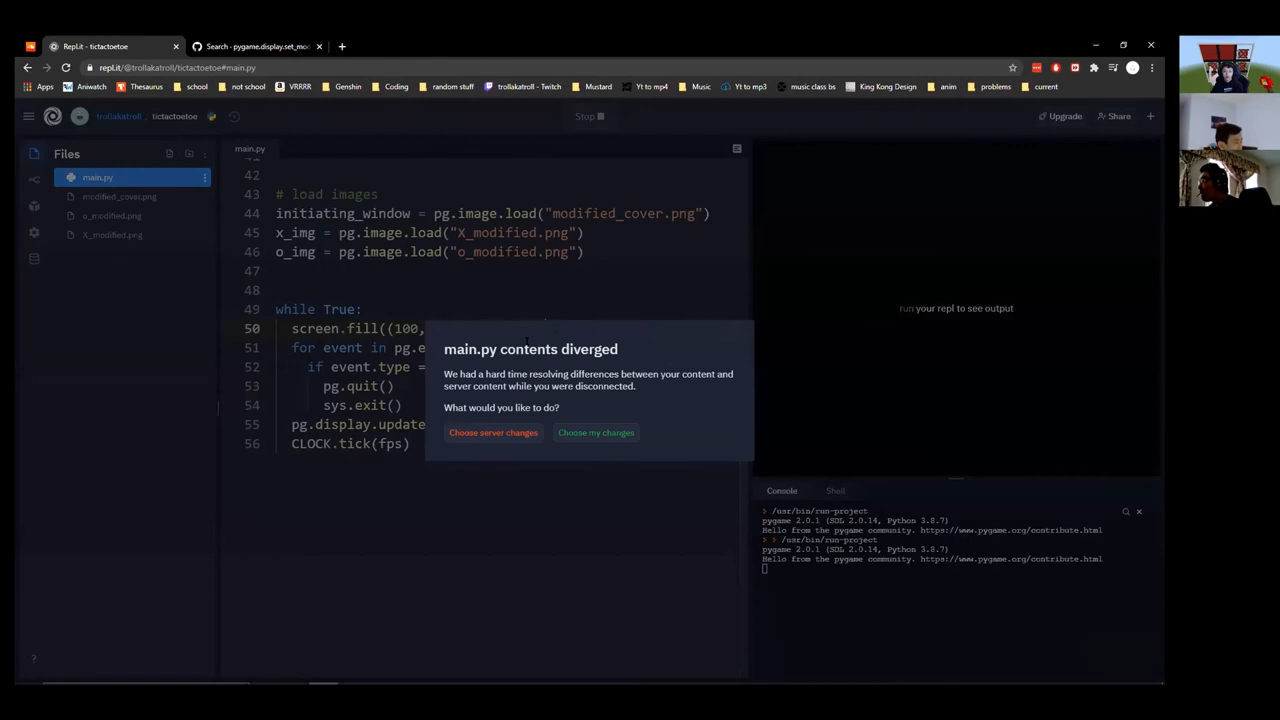 Repl.it - tictactoetoe
Search · pygame.display.set_mo
repl.it/@trollakatroll/tictactoetoe#main.py
Apps Aniwatch Thesaurus school not school VRRRR Genshin Coding random stuff trollakatroll - Twitch Mustard Yt to mp4 Music Yt to mp3 music class bs King Kong Design anim problems current
trollakatroll / tictactoetoe
Stop
Upgrade
Share
Files
main.py
modified_cover.png
o_modified.png
X_modified.png
main.py
41
42
43 # load images
44 initiating_window = pg.image.load("modified_cover.png")
45 x_img = pg.image.load("X_modified.png")
46 o_img = pg.image.load("o_modified.png")
47
48
49 while True:
50 screen.fill((100,
51 for event in pg.e
52 if event.type =
53 pg.quit()
54 sys.exit()
55 pg.display.update
56 CLOCK.tick(fps)
main.py contents diverged
We had a hard time resolving differences between your content and
server content while you were disconnected.
What would you like to do?
Choose server changes
Choose my changes
run your repl to see output
Console
Shell
> /usr/bin/run-project
pygame 2.0.1 (SDL 2.0.14, Python 3.8.7)
Hello from the pygame community. https://www.pygame.org/contribute.html
> > /usr/bin/run-project
pygame 2.0.1 (SDL 2.0.14, Python 3.8.7)
Hello from the pygame community. https://www.pygame.org/contribute.html
?